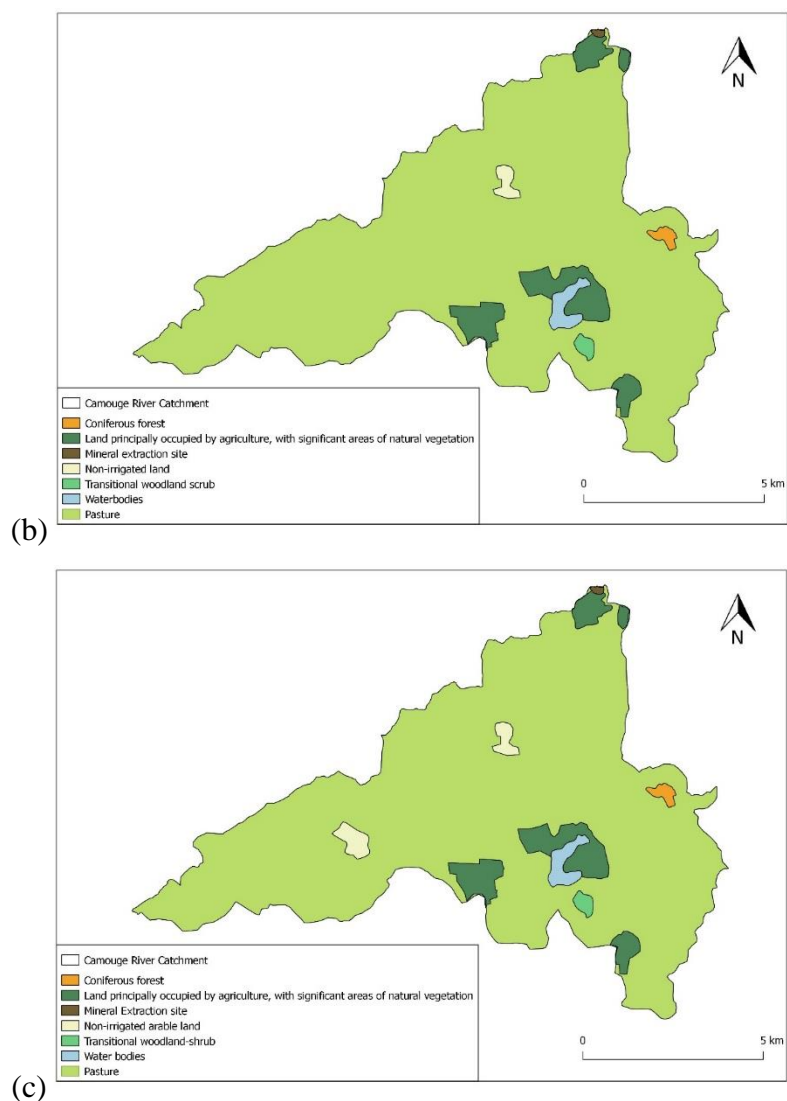 N
Camouge River Catchment
Coniferous forest
Land principally occupied by agriculture, with significant areas of natural vegetation
Mineral extraction site
Non-irrigated land
Transitional woodland scrub
Waterbodies
Pasture
0 5 km
(b)
N
Camouge River Catchment
Coniferous forest
Land principally occupied by agriculture, with significant areas of natural vegetation
Mineral Extraction site
Non-irrigated arable land
Transitional woodland-shrub
Water bodies
Pasture
0 5 km
(c)